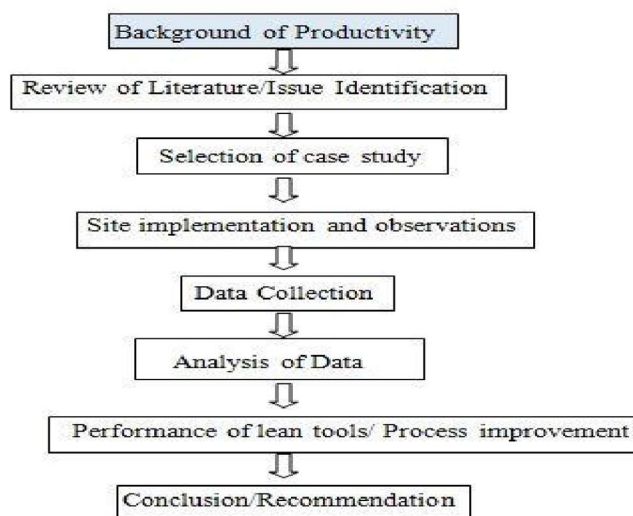 Background of Productivity
Review of Literature/Issue Identification
Selection of case study
Site implementation and observations
Data Collection
Analysis of Data
Performance of lean tools/ Process improvement
Conclusion/Recommendation